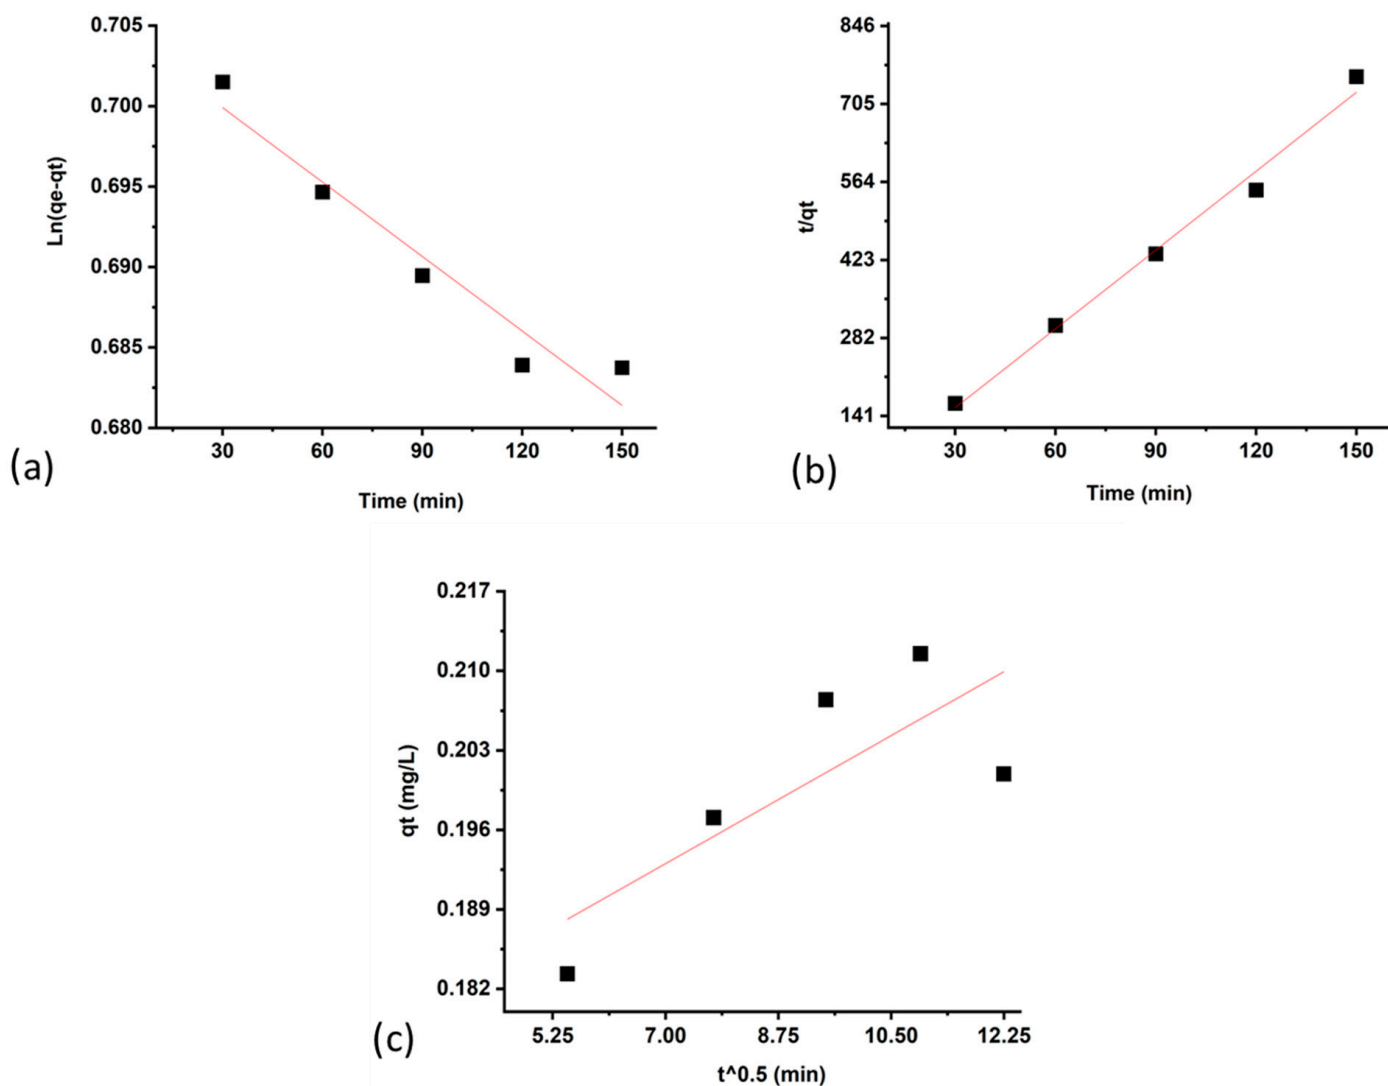 0.705
0.700
0.695
0.690
0.685
0.680
Ln(qe-qt)
30 60 90 120 150
Time (min)
(a)
846
705
564
423
282
141
t/qt
30 60 90 120 150
Time (min)
(b)
0.217
0.210
0.203
0.196
0.189
0.182
qt (mg/L)
5.25 7.00 8.75 10.50 12.25
t^0.5 (min)
(c)